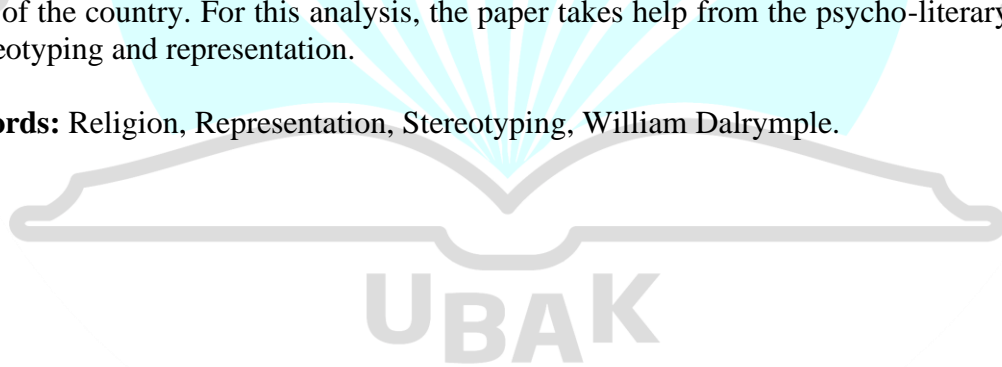 of the country. For this analysis, the paper takes help from the psycho-literary
eotyping and representation.
ords: Religion, Representation, Stereotyping, William Dalrymple.
UBAK